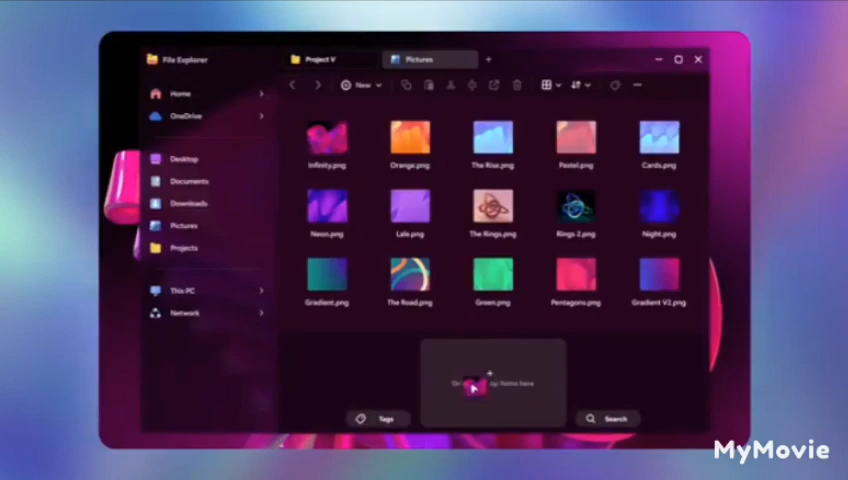 File Explorer
Project V
Pictures
New
Home
OneDrive
Desktop
Documents
Downloads
Pictures
Projects
This PC
Network
Infinity.png
Orange.png
The Rise.png
Pastel.png
Cards.png
Neon.png
Lale.png
The Rings.png
Rings 2.png
Night.png
Gradient.png
The Road.png
Green.png
Pentagons.png
Gradient V2.png
items here
Tags
Search
MyMovie